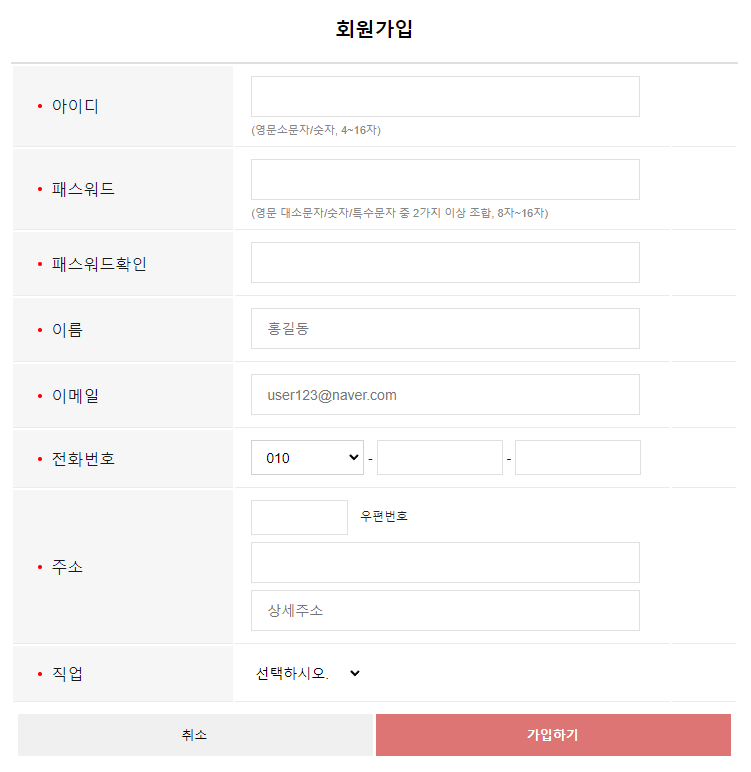 회원가입
아이디
(영문소문자/숫자, 4~16자)
패스워드
(영문 대소문자/숫자/특수문자 중 2가지 이상 조합, 8자~16자)
패스워드확인
이름 홍길동
이메일 user123@naver.com
전화번호 010 - -
우편번호
주소
상세주소
직업 선택하시오.
취소 가입하기